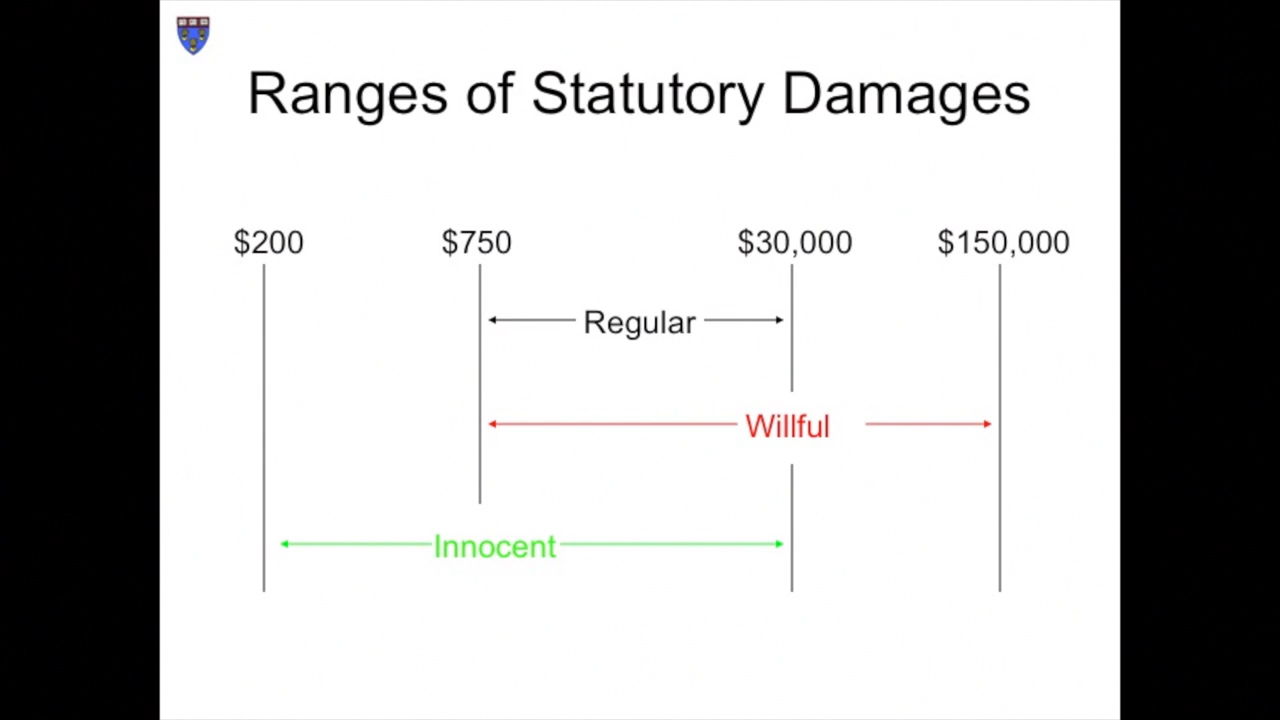 Ranges of Statutory Damages
$200 $750 $30,000 $150,000
Regular
Willful
Innocent